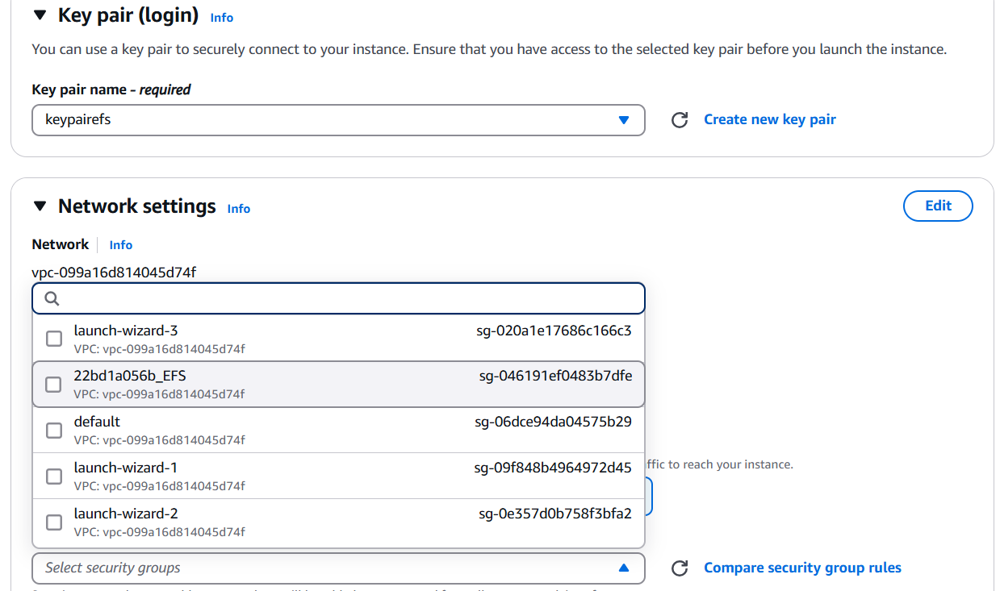 Key pair (login) Info
You can use a key pair to securely connect to your instance. Ensure that you have access to the selected key pair before you launch the instance.
Key pair name - required
keypairefs
Create new key pair
Network settings Info
Edit
Network Info
vpc-099a16d814045d74f
launch-wizard-3 sg-020a1e17686c166c3
VPC: vpc-099a16d814045d74f
22bd1a056b_EFS sg-046191ef0483b7dfe
VPC: vpc-099a16d814045d74f
default sg-06dce94da04575b29
VPC: vpc-099a16d814045d74f
ffic to reach your instance.
launch-wizard-1 sg-09f848b4964972d45
VPC: vpc-099a16d814045d74f
launch-wizard-2 sg-0e357d0b758f3bfa2
VPC: vpc-099a16d814045d74f
Select security groups
Compare security group rules